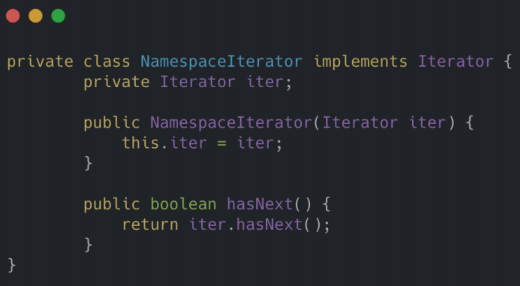 private class NamespaceIterator implements Iterator {
        private Iterator iter;

        public NamespaceIterator(Iterator iter) {
            this.iter = iter;
        }

        public boolean hasNext() {
            return iter.hasNext();
        }
}